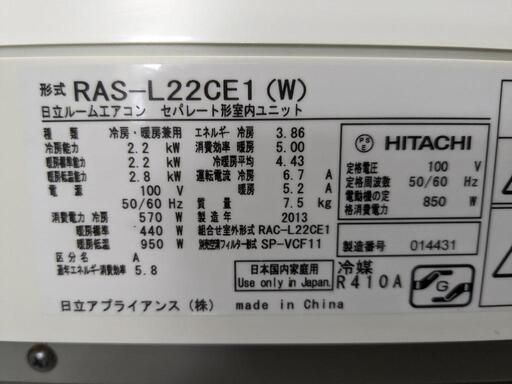 形式 RAS-L22CE1(W)
日立ルームエアコン セパレート形室内ユニット
種類 冷房・暖房兼用
冷房能力 2.2 kW
暖房標準能力 2.2 kW
暖房低温能力 2.8 kW
電源 100 V
50/60 Hz
消費電力 冷房 570 W
暖房標準 440 W
暖房低温 950 W
区分 A
通年エネルギー消費効率 5.8
エネルギー 冷房 3.86
消費効率 暖房 5.00
冷暖房平均 4.43
運転電流 冷房 6.7 A
暖房 5.2 A
質量 7.5 kg
製造年 2013
組合せ室外形式 RAC-L22CE1
別売空清フィルター形式 SP-VCF11
日本国内家庭用
Use only in Japan.
日立アプライアンス(株) made in China
PSE HITACHI
定格電圧 100 V
定格周波数 50/60 Hz
電動機の定
格消費電力 850 W
製造番号 014431
冷媒
R410A
G